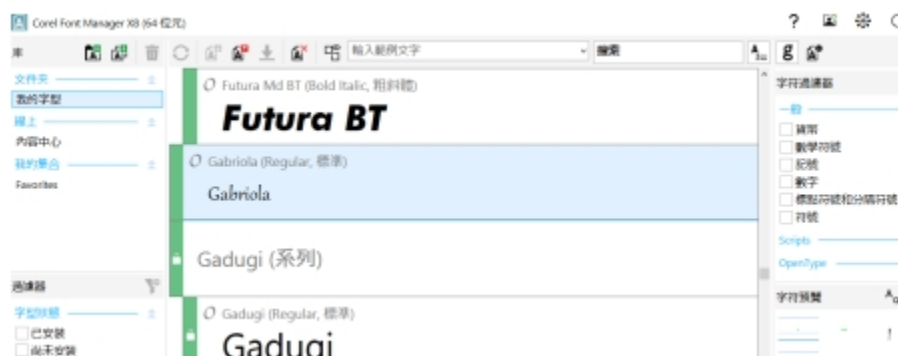 Corel Font Manager X8 (64 位元)
?
庫
輸入範例文字
搜索
g
文件夾
我的字型
線上
內容中心
我的集合
Favorites
過濾器
字型狀態
已安裝
尚未安裝
Futura Md BT (Bold Italic, 粗斜體)
Futura BT
Gabriola (Regular, 標準)
Gabriola
Gadugi (系列)
Gadugi (Regular, 標準)
Gadugi
字符過濾器
一般
貨幣
數學符號
記號
數字
標點符號和分隔符號
符號
Scripts
OpenType
字符預覽